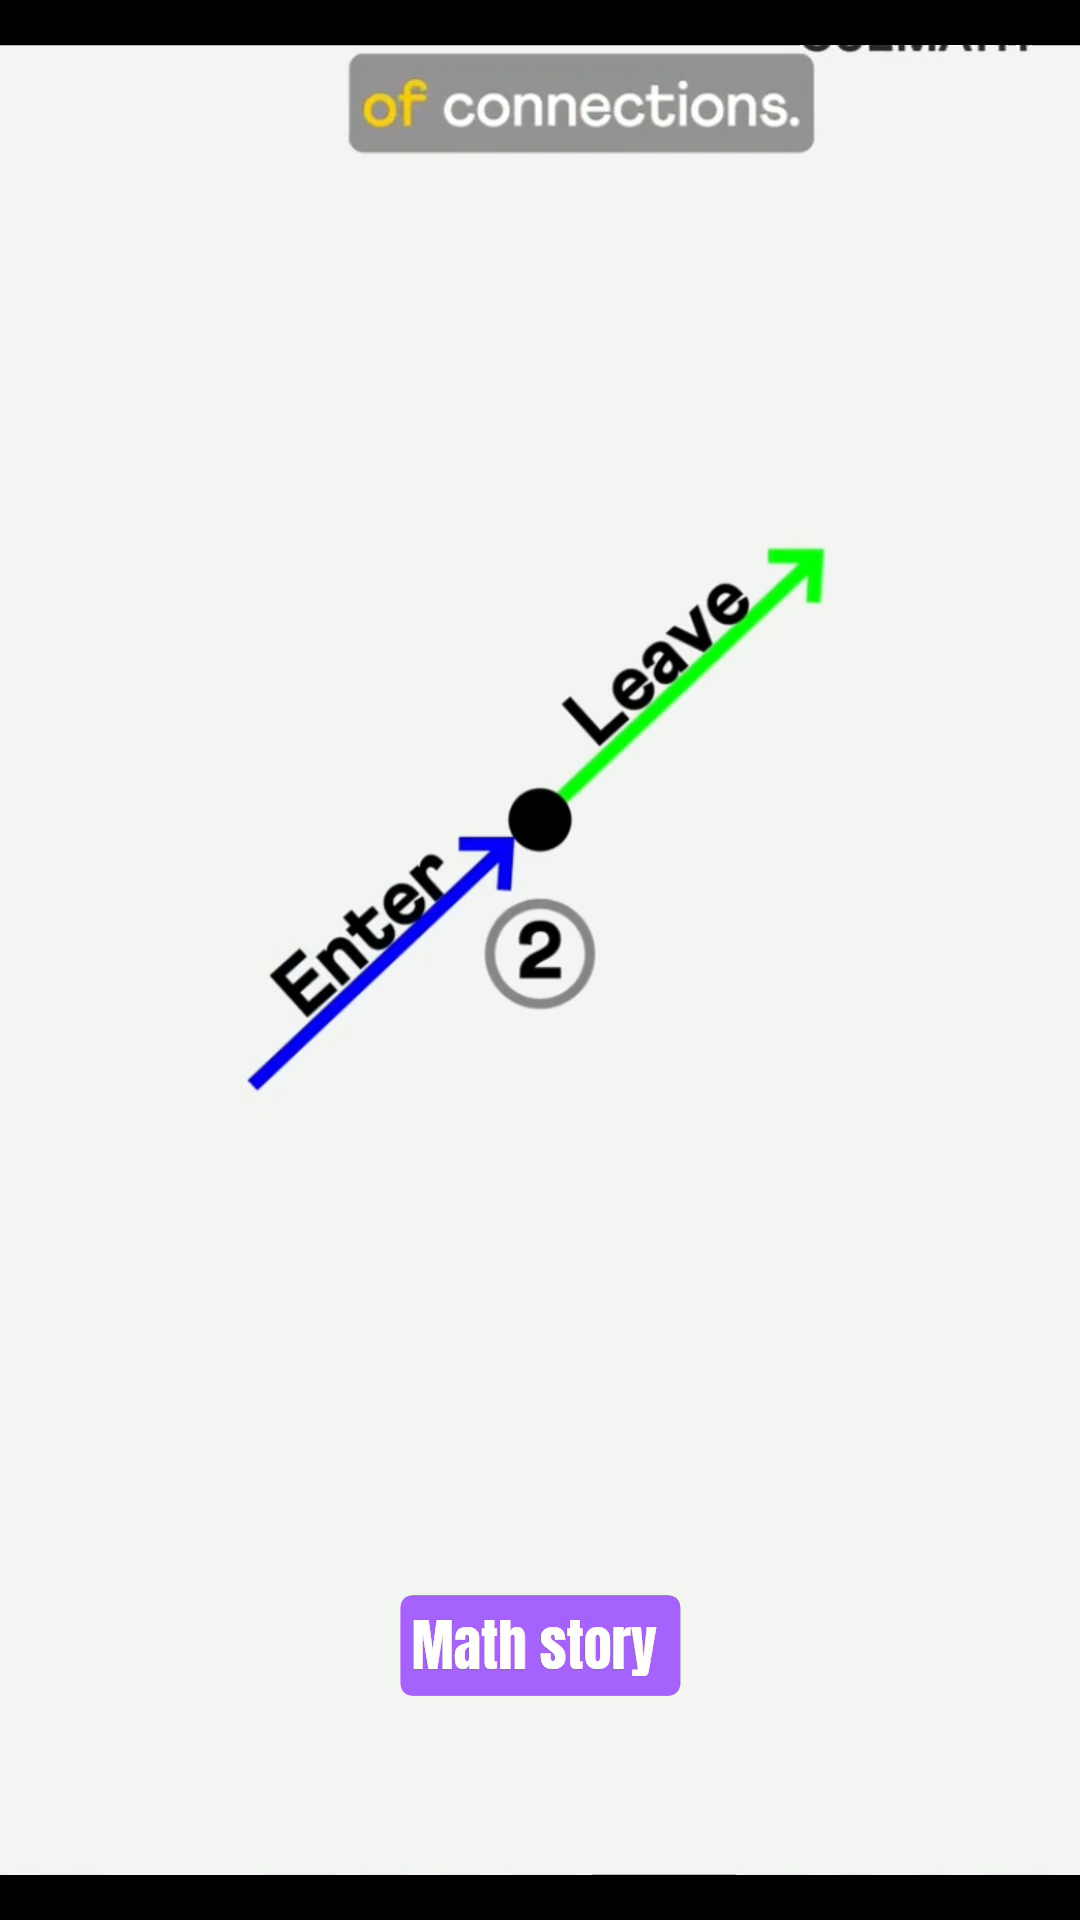 of connections.
Leave
Enter
2
Math story